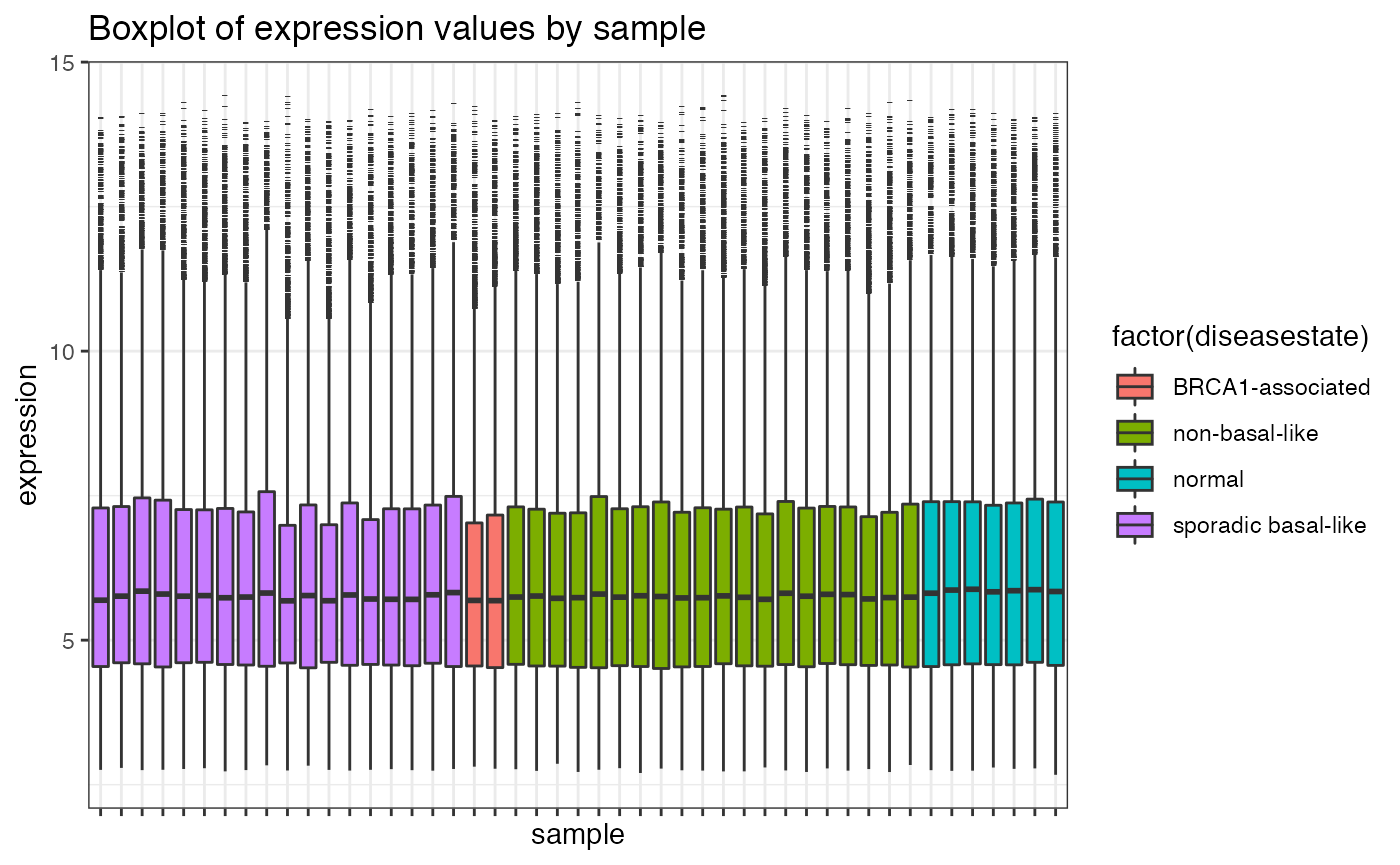 Boxplot of expression values by sample
15
10
5
expression
sample
factor(diseasestate)
BRCA1-associated
non-basal-like
normal
sporadic basal-like